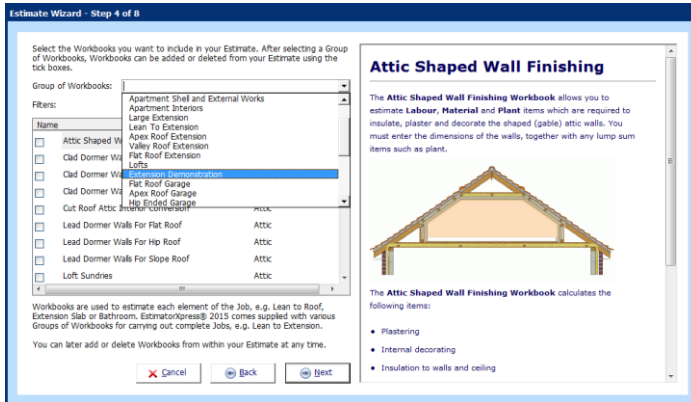 Estimate Wizard - Step 4 of 8
Select the Workbooks you want to include in your Estimate. After selecting a Group
of Workbooks, Workbooks can be added or deleted from your Estimate using the
tick boxes.
Group of Workbooks:
Apartment Shell and External Works
Apartment Interiors
Large Extension
Lean To Extension
Apex Roof Extension
Valley Roof Extension
Flat Roof Extension
Lofts
Extension Demonstration
Flat Roof Garage
Apex Roof Garage
Hip Ended Garage
Filters:
Name
Attic Shaped W
Clad Dormer Wa
Clad Dormer Wa
Clad Dormer Wa
Cut Roof Attic Interior Conversion Attic
Lead Dormer Walls For Flat Roof Attic
Lead Dormer Walls For Hip Roof Attic
Lead Dormer Walls For Slope Roof Attic
Loft Sundries Attic
Workbooks are used to estimate each element of the Job, e.g. Lean to Roof,
Extension Slab or Bathroom. EstimatorXpress® 2015 comes supplied with various
Groups of Workbooks for carrying out complete Jobs, e.g. Lean to Extension.
You can later add or delete Workbooks from within your Estimate at any time.
Cancel Back Next
Attic Shaped Wall Finishing
The Attic Shaped Wall Finishing Workbook allows you to
estimate Labour, Material and Plant items which are required to
insulate, plaster and decorate the shaped (gable) attic walls. You
must enter the dimensions of the walls, together with any lump sum
items such as plant.
The Attic Shaped Wall Finishing Workbook calculates the
following items:
• Plastering
• Internal decorating
• Insulation to walls and ceiling